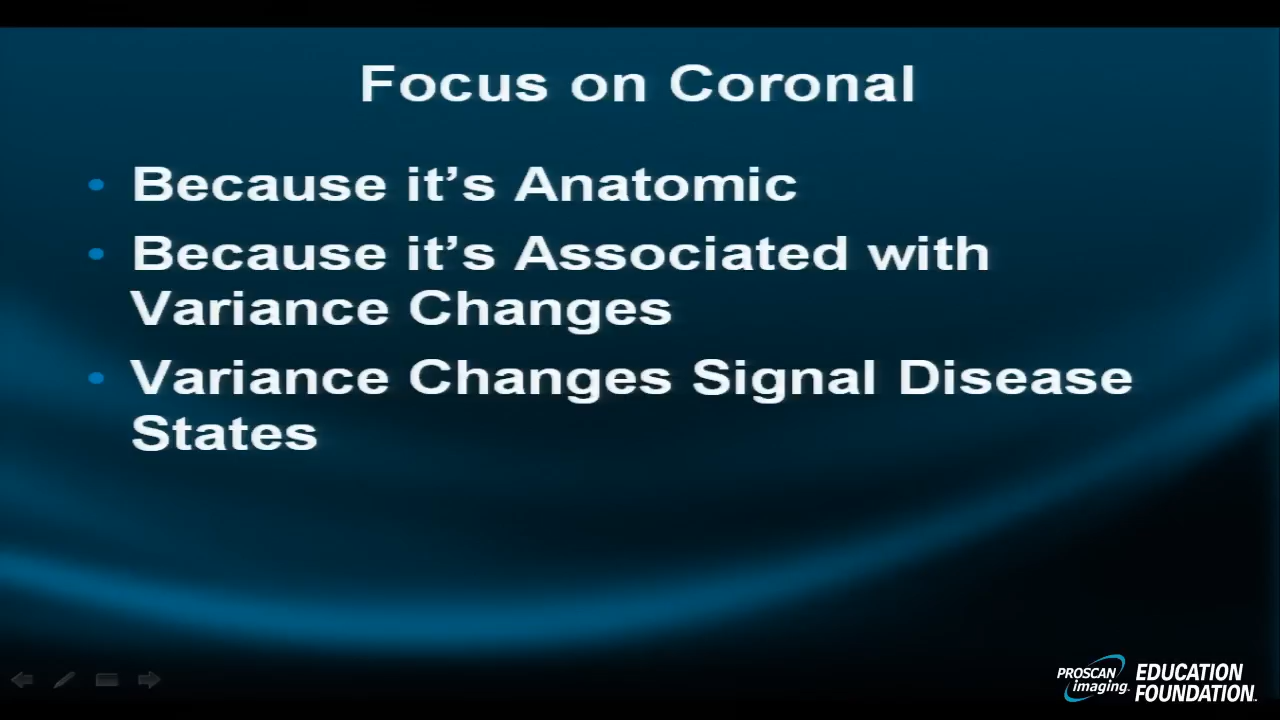 Focus on Coronal
• Because it's Anatomic
• Because it's Associated with
Variance Changes
• Variance Changes Signal Disease
States
PROSCAN
imaging.
EDUCATION
FOUNDATION.